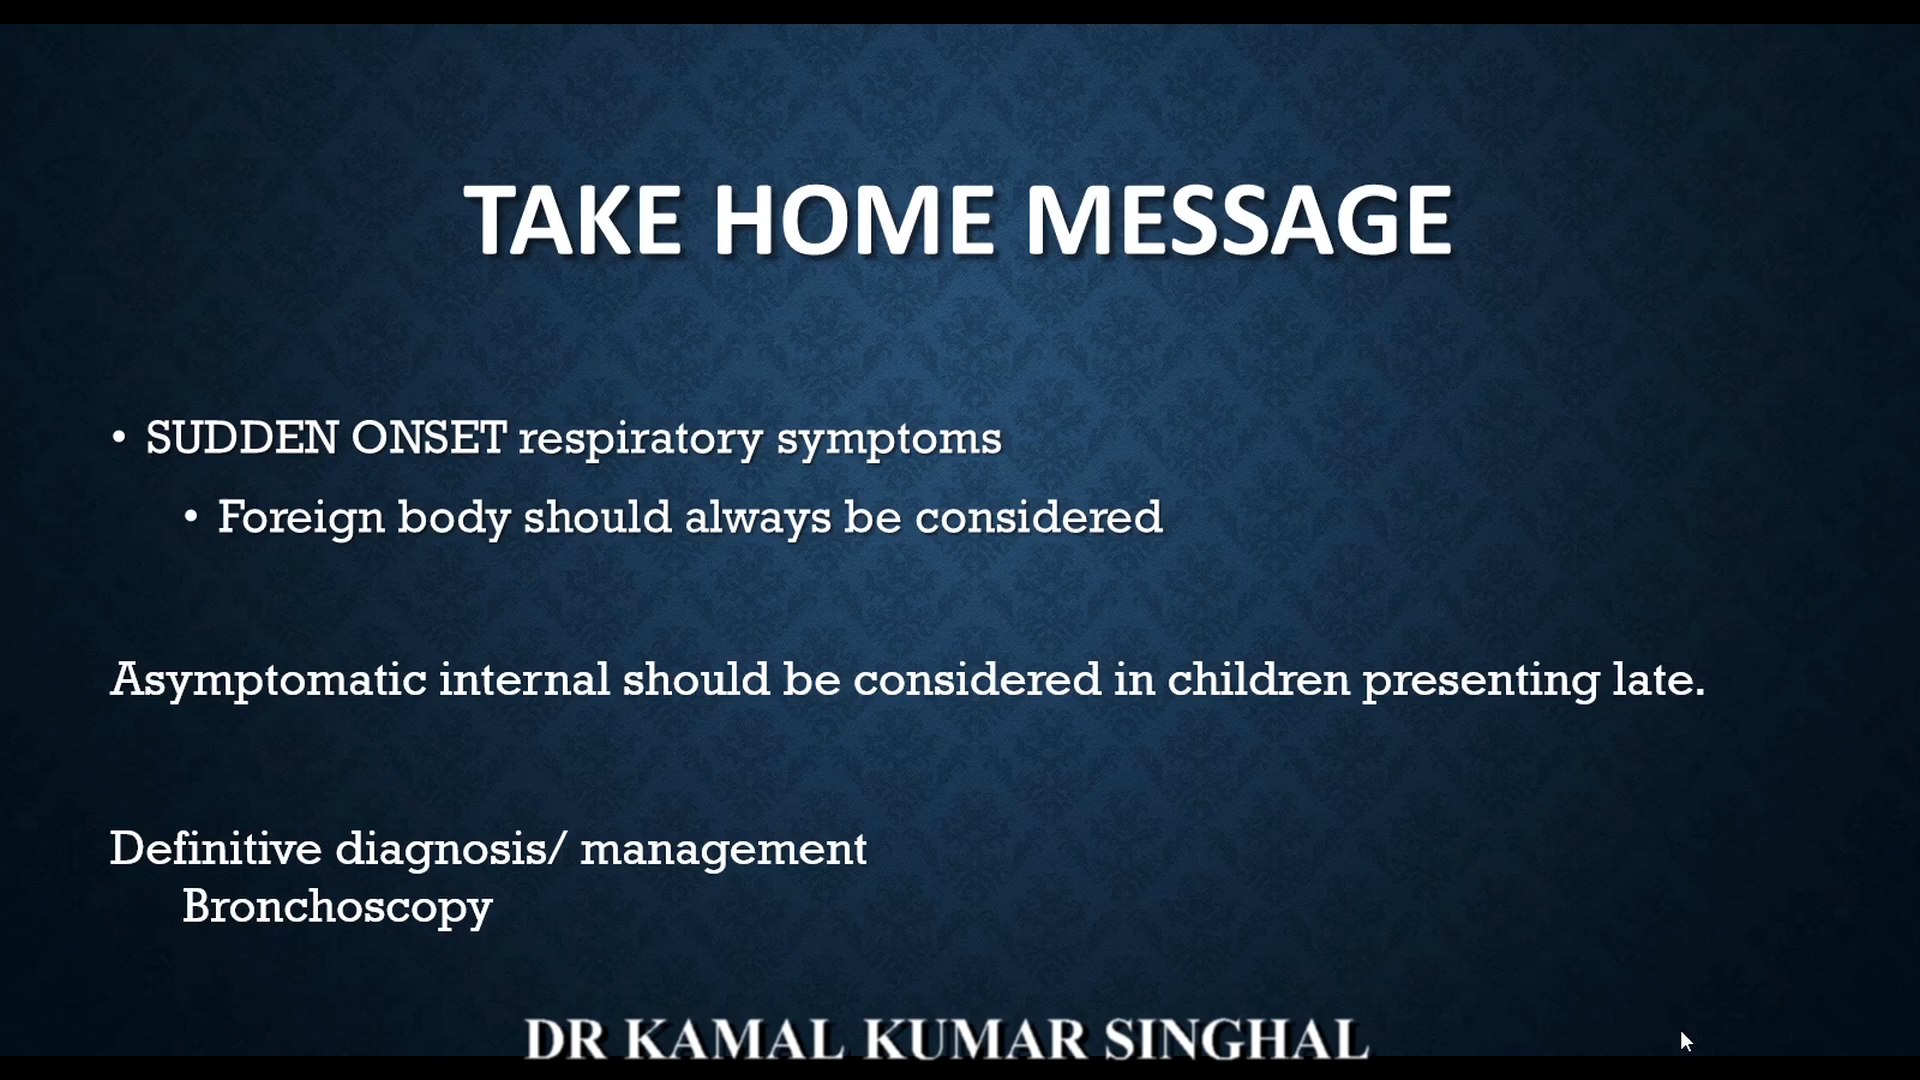 TAKE HOME MESSAGE
• SUDDEN ONSET respiratory symptoms
• Foreign body should always be considered
Asymptomatic internal should be considered in children presenting late.
Definitive diagnosis/ management
Bronchoscopy
DR KAMAL KUMAR SINGHAL